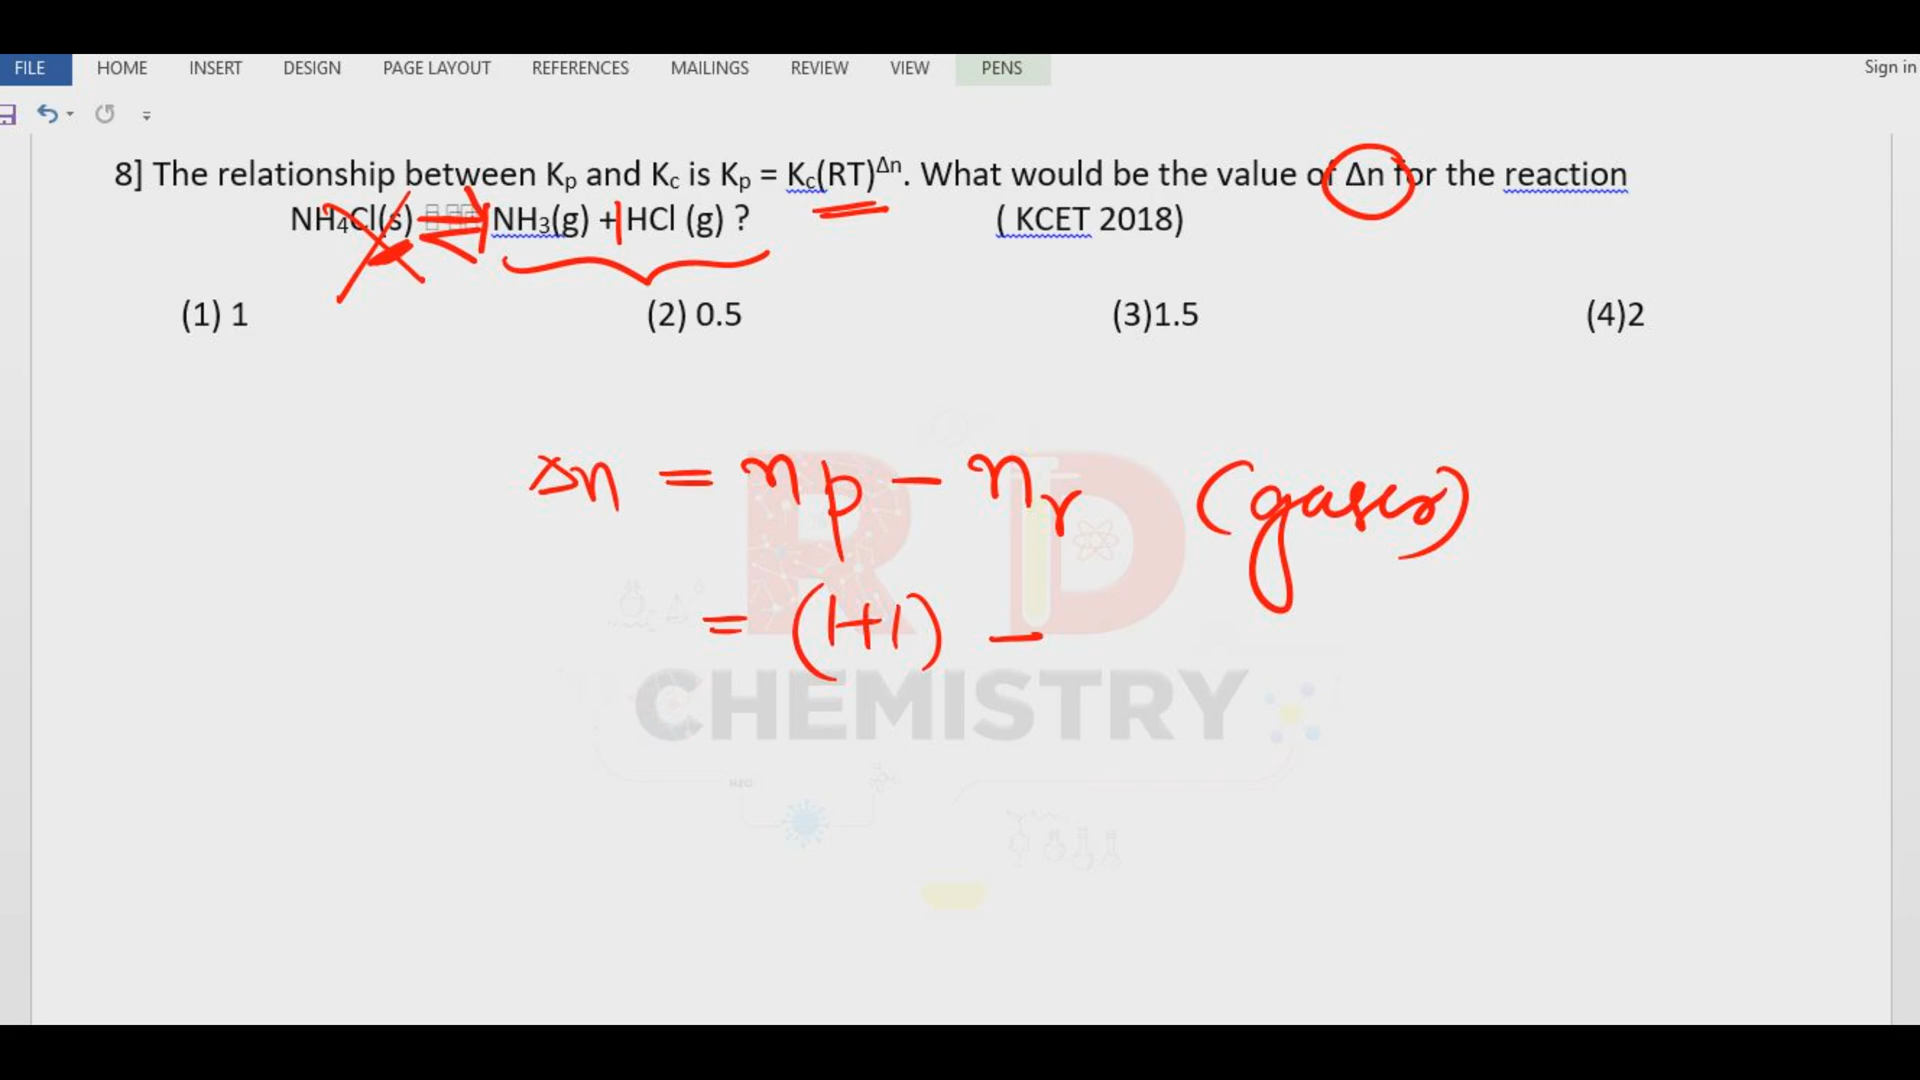 FILE HOME INSERT DESIGN PAGE LAYOUT REFERENCES MAILINGS REVIEW VIEW PENS Sign in
8] The relationship between Kp and Kc is Kp = Kc(RT)^Δn. What would be the value of Δn for the reaction
NH₄Cl(s) ⇌ NH₃(g) + HCl (g) ? ( KCET 2018)
(1) 1 (2) 0.5 (3)1.5 (4)2
Δn = np – nr (gases)
= (1+1) –
RD
CHEMISTRY